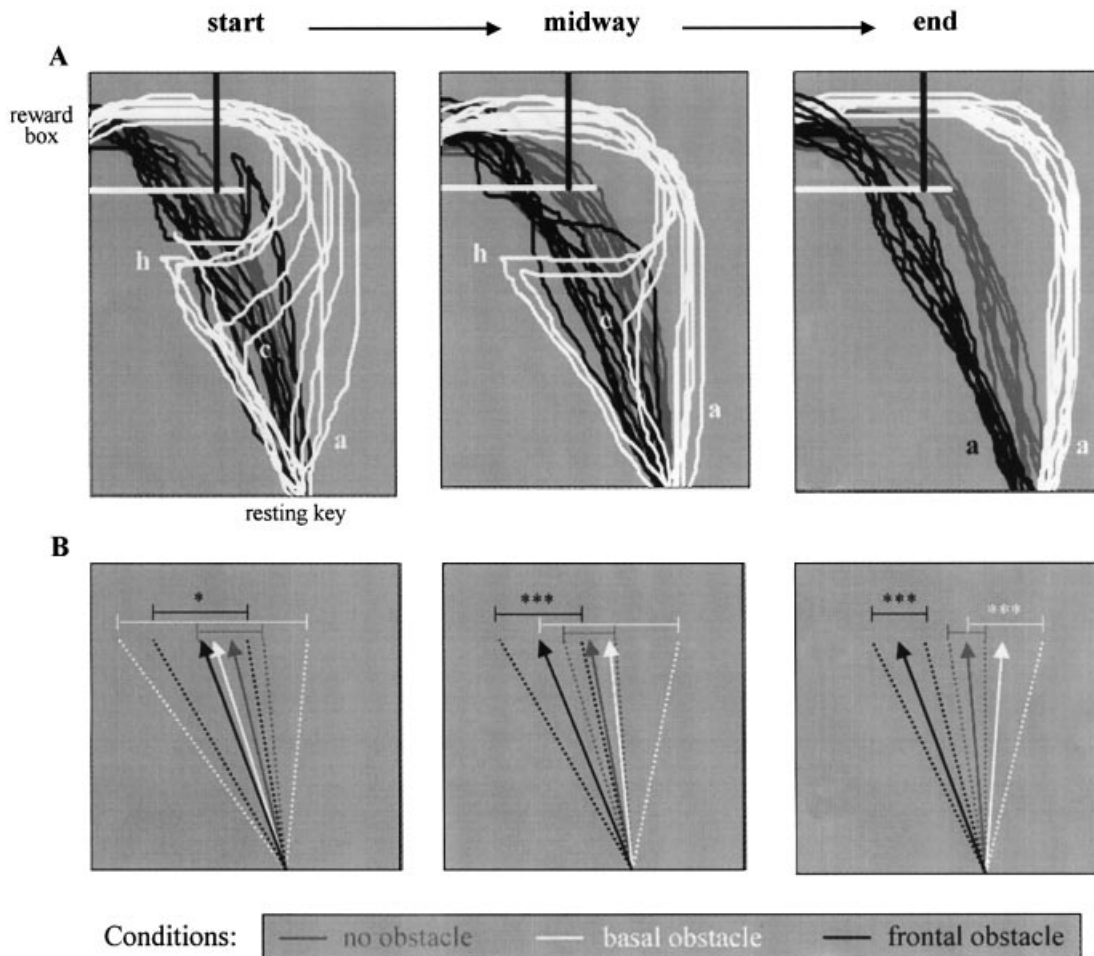 start midway end
A
reward
box
h h
c c
a a a a
resting key
B
* *** *** ***
Conditions: no obstacle basal obstacle frontal obstacle